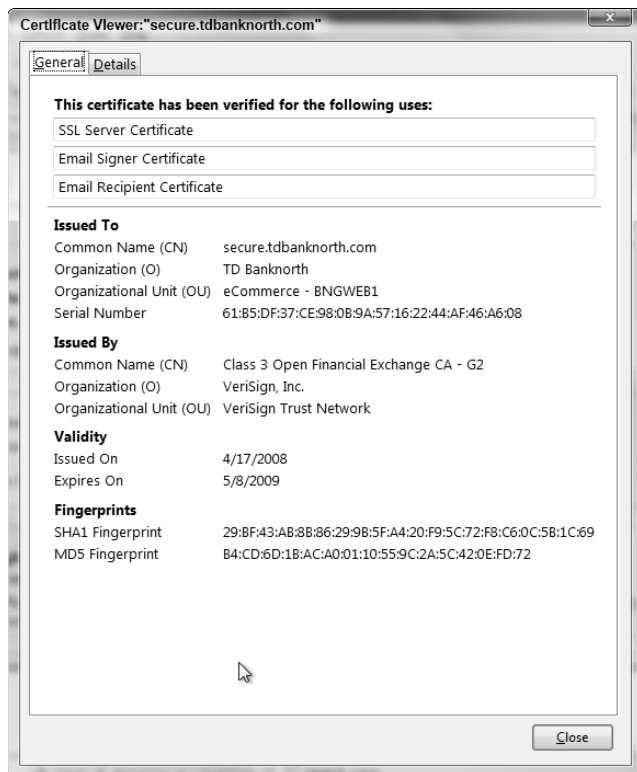 Certificate Viewer:"secure.tdbanknorth.com"
General Details
This certificate has been verified for the following uses:
SSL Server Certificate
Email Signer Certificate
Email Recipient Certificate
Issued To
Common Name (CN) secure.tdbanknorth.com
Organization (O) TD Banknorth
Organizational Unit (OU) eCommerce - BNGWEB1
Serial Number 61:B5:DF:37:CE:98:0B:9A:57:16:22:44:AF:46:A6:08
Issued By
Common Name (CN) Class 3 Open Financial Exchange CA - G2
Organization (O) VeriSign, Inc.
Organizational Unit (OU) VeriSign Trust Network
Validity
Issued On 4/17/2008
Expires On 5/8/2009
Fingerprints
SHA1 Fingerprint 29:BF:43:AB:8B:86:29:9B:5F:A4:20:F9:5C:72:F8:C6:0C:5B:1C:69
MD5 Fingerprint B4:CD:6D:1B:AC:A0:01:10:55:9C:2A:5C:42:0E:FD:72
Close